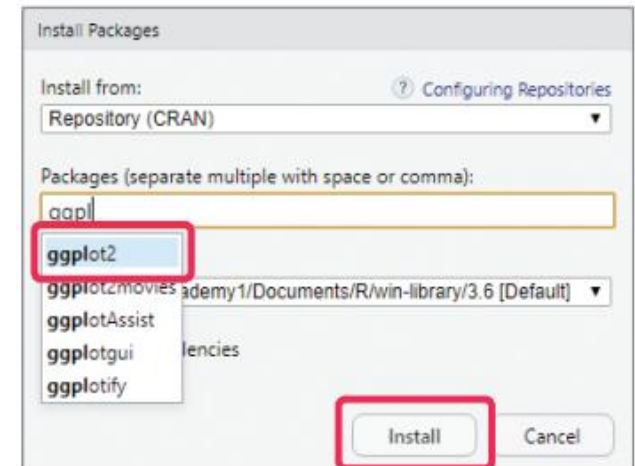 Install Packages
Install from:
? Configuring Repositories
Repository (CRAN)
Packages (separate multiple with space or comma):
ggpl
ggplot2
ggplot2movies
ademy1/Documents/R/win-library/3.6 [Default]
ggplotAssist
ggplotgui
lencies
ggplotify
Install
Cancel